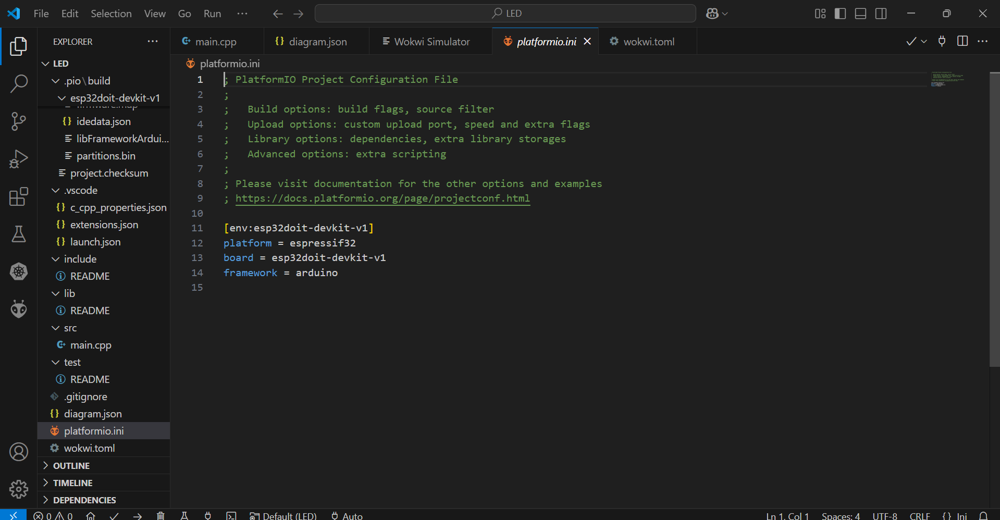 File Edit Selection View Go Run ··· LED
EXPLORER ···
LED
.pio\build
esp32doit-devkit-v1
firmware.map
idedata.json
libFrameworkArdui...
partitions.bin
project.checksum
.vscode
c_cpp_properties.json
extensions.json
launch.json
include
README
lib
README
src
main.cpp
test
README
.gitignore
diagram.json
platformio.ini
wokwi.toml
OUTLINE
TIMELINE
DEPENDENCIES
main.cpp diagram.json Wokwi Simulator platformio.ini wokwi.toml
platformio.ini
1 ; PlatformIO Project Configuration File
2 ;
3 ;   Build options: build flags, source filter
4 ;   Upload options: custom upload port, speed and extra flags
5 ;   Library options: dependencies, extra library storages
6 ;   Advanced options: extra scripting
7 ;
8 ; Please visit documentation for the other options and examples
9 ; https://docs.platformio.org/page/projectconf.html
10
11 [env:esp32doit-devkit-v1]
12 platform = espressif32
13 board = esp32doit-devkit-v1
14 framework = arduino
15
0 0 Default (LED) Auto Ln 1, Col 1 Spaces: 4 UTF-8 CRLF {} Ini